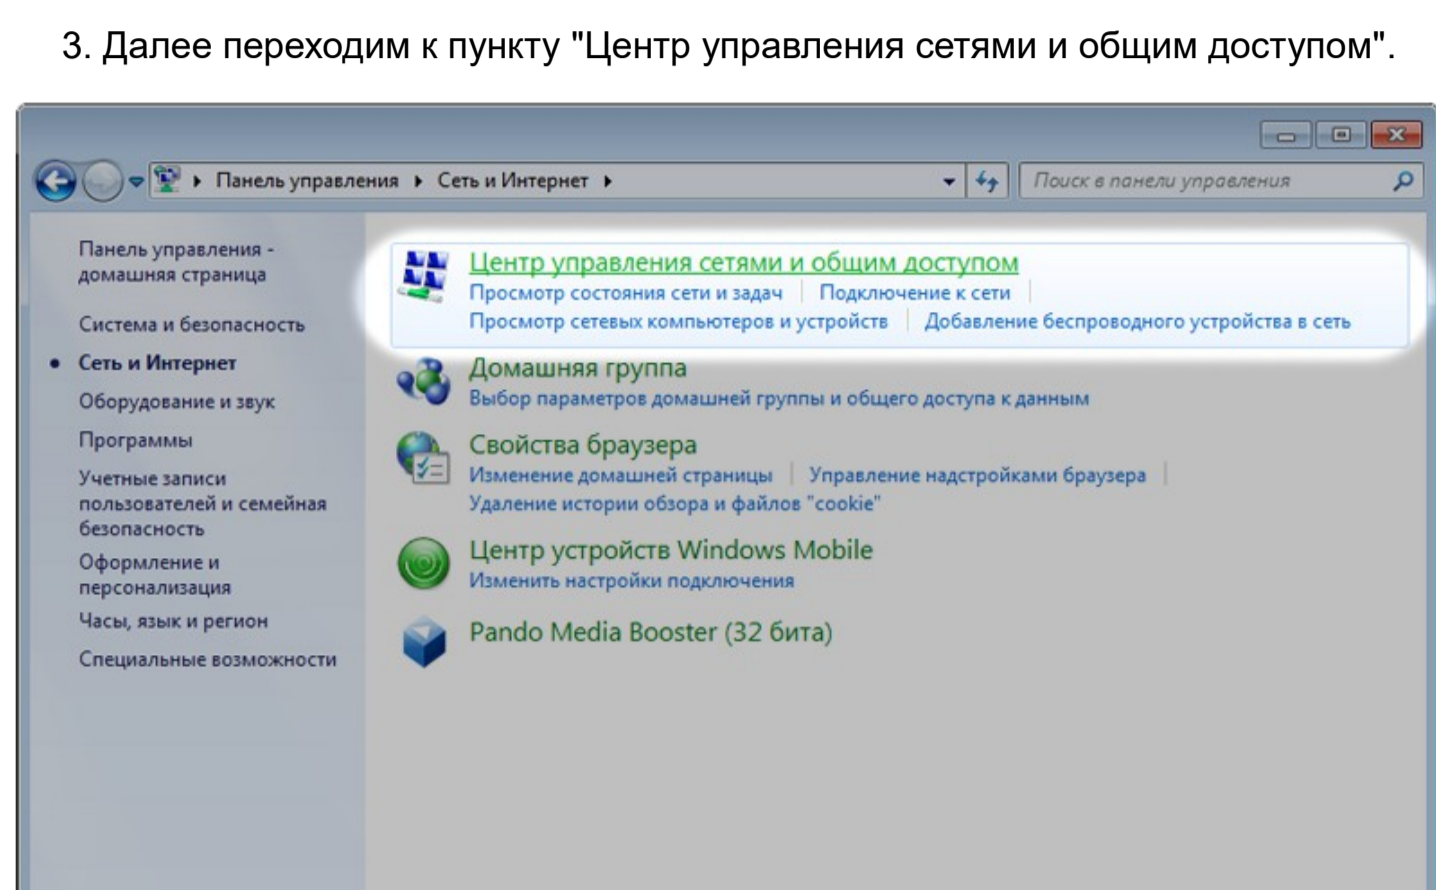 3. Далее переходим к пункту "Центр управления сетями и общим доступом".
Панель управления Сеть и Интернет
Поиск в панели управления
Панель управления -
домашняя страница
Система и безопасность
Сеть и Интернет
Оборудование и звук
Программы
Учетные записи
пользователей и семейная
безопасность
Оформление и
персонализация
Часы, язык и регион
Специальные возможности
Центр управления сетями и общим доступом
Просмотр состояния сети и задач Подключение к сети
Просмотр сетевых компьютеров и устройств Добавление беспроводного устройства в сеть
Домашняя группа
Выбор параметров домашней группы и общего доступа к данным
Свойства браузера
Изменение домашней страницы Управление надстройками браузера
Удаление истории обзора и файлов "cookie"
Центр устройств Windows Mobile
Изменить настройки подключения
Pando Media Booster (32 бита)